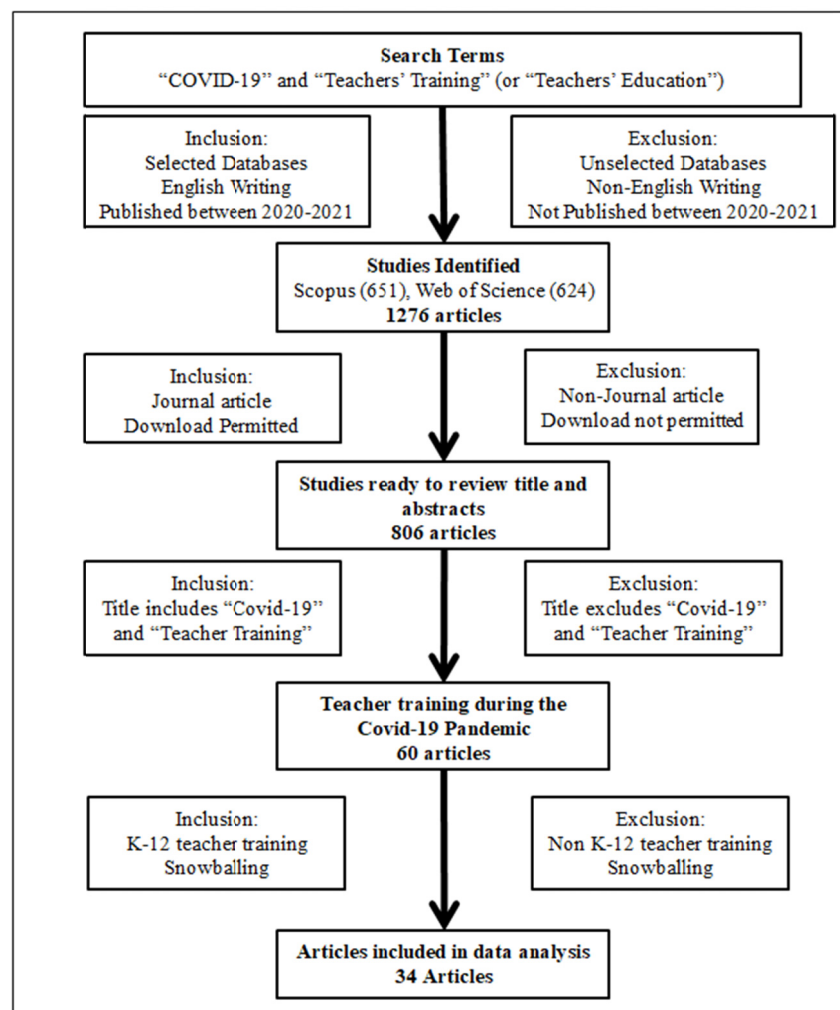 Search Terms
“COVID-19” and “Teachers’ Training” (or “Teachers’ Education”)
Inclusion:
Selected Databases
English Writing
Published between 2020-2021
Exclusion:
Unselected Databases
Non-English Writing
Not Published between 2020-2021
Studies Identified
Scopus (651), Web of Science (624)
1276 articles
Inclusion:
Journal article
Download Permitted
Exclusion:
Non-Journal article
Download not permitted
Studies ready to review title and
abstracts
806 articles
Inclusion:
Title includes “Covid-19”
and “Teacher Training”
Exclusion:
Title excludes “Covid-19”
and “Teacher Training”
Teacher training during the
Covid-19 Pandemic
60 articles
Inclusion:
K-12 teacher training
Snowballing
Exclusion:
Non K-12 teacher training
Snowballing
Articles included in data analysis
34 Articles